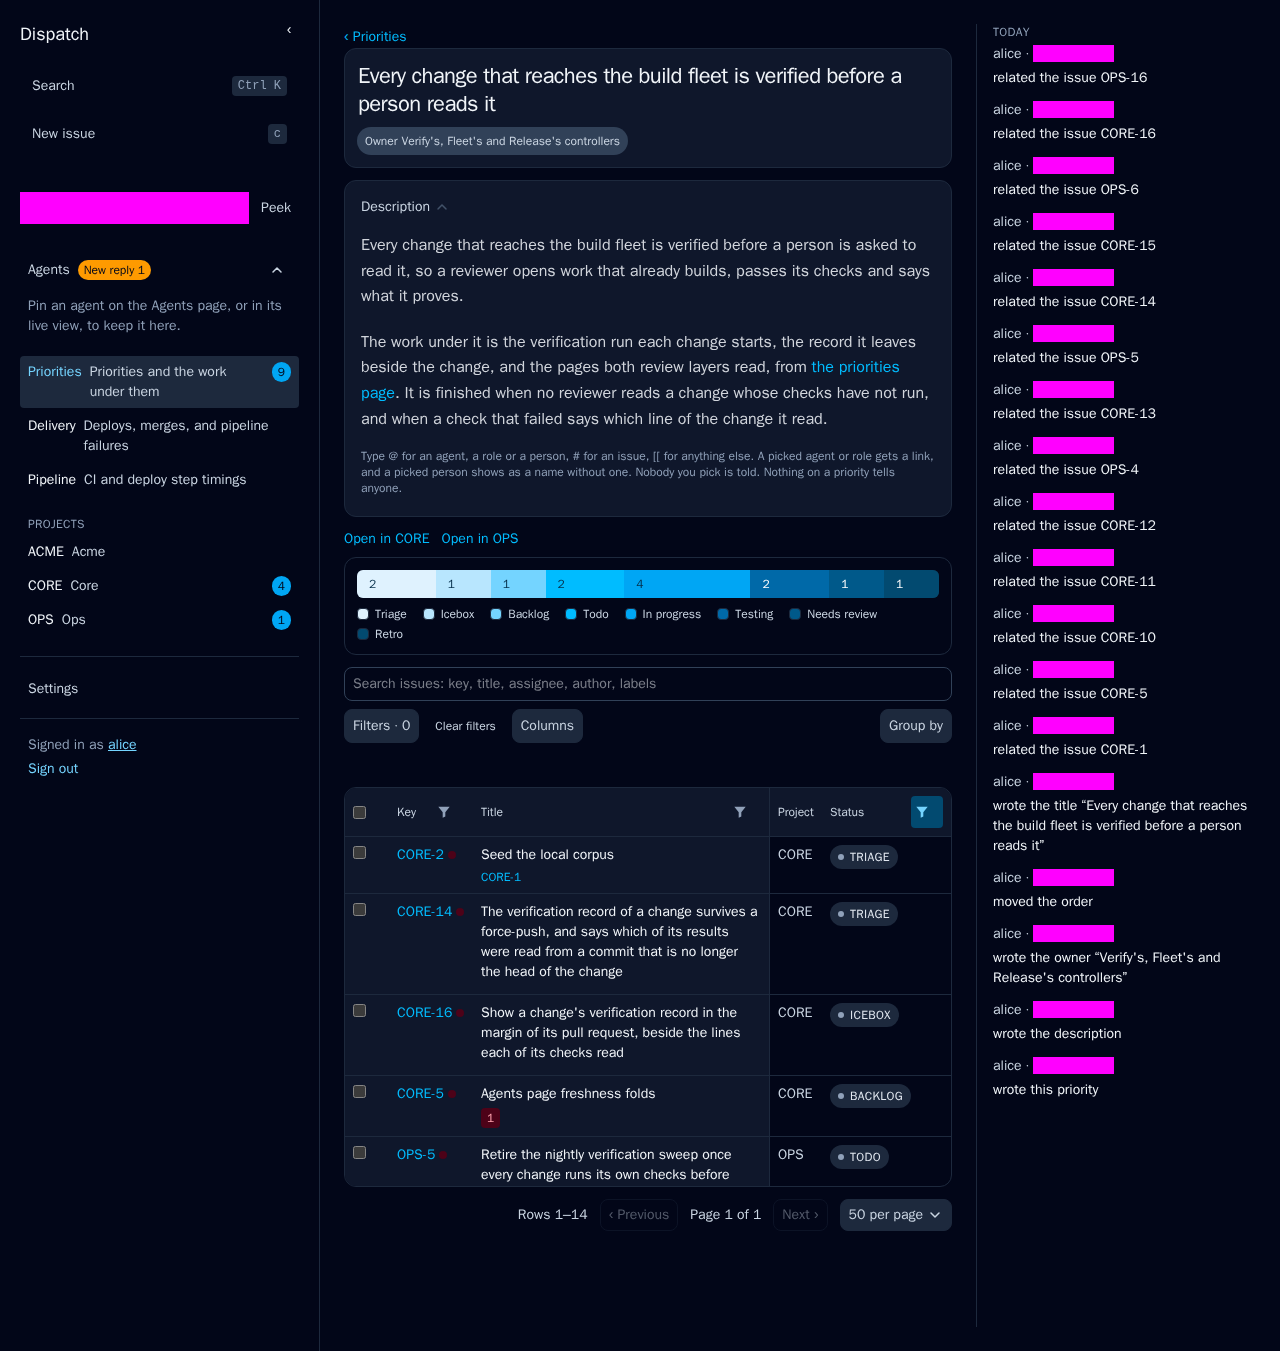 Dispatch
‹
Search
Ctrl K
New issue
C
Peek
Agents
New reply 1
Pin an agent on the Agents page, or in its
live view, to keep it here.
Priorities Priorities and the work
under them
9
Delivery Deploys, merges, and pipeline
failures
Pipeline CI and deploy step timings
PROJECTS
ACME Acme
CORE Core
4
OPS Ops
1
Settings
Signed in as alice
Sign out
‹ Priorities
Every change that reaches the build fleet is verified before a
person reads it
Owner Verify's, Fleet's and Release's controllers
Description
Every change that reaches the build fleet is verified before a person is asked to
read it, so a reviewer opens work that already builds, passes its checks and says
what it proves.
The work under it is the verification run each change starts, the record it leaves
beside the change, and the pages both review layers read, from the priorities
page. It is finished when no reviewer reads a change whose checks have not run,
and when a check that failed says which line of the change it read.
Type @ for an agent, a role or a person, # for an issue, [[ for anything else. A picked agent or role gets a link,
and a picked person shows as a name without one. Nobody you pick is told. Nothing on a priority tells
anyone.
Open in CORE Open in OPS
2 1 1 2 4 2 1 1
Triage Icebox Backlog Todo In progress Testing Needs review
Retro
Search issues: key, title, assignee, author, labels
Filters · 0
Clear filters
Columns
Group by
Key Title Project Status
CORE-2 Seed the local corpus CORE TRIAGE
CORE-1
CORE-14 The verification record of a change survives a CORE TRIAGE
force-push, and says which of its results
were read from a commit that is no longer
the head of the change
CORE-16 Show a change's verification record in the CORE ICEBOX
margin of its pull request, beside the lines
each of its checks read
CORE-5 Agents page freshness folds CORE BACKLOG
1
OPS-5 Retire the nightly verification sweep once OPS TODO
every change runs its own checks before
Rows 1–14
‹ Previous
Page 1 of 1
Next ›
50 per page
TODAY
alice ·
related the issue OPS-16
alice ·
related the issue CORE-16
alice ·
related the issue OPS-6
alice ·
related the issue CORE-15
alice ·
related the issue CORE-14
alice ·
related the issue OPS-5
alice ·
related the issue CORE-13
alice ·
related the issue OPS-4
alice ·
related the issue CORE-12
alice ·
related the issue CORE-11
alice ·
related the issue CORE-10
alice ·
related the issue CORE-5
alice ·
related the issue CORE-1
alice ·
wrote the title “Every change that reaches
the build fleet is verified before a person
reads it”
alice ·
moved the order
alice ·
wrote the owner “Verify's, Fleet's and
Release's controllers”
alice ·
wrote the description
alice ·
wrote this priority